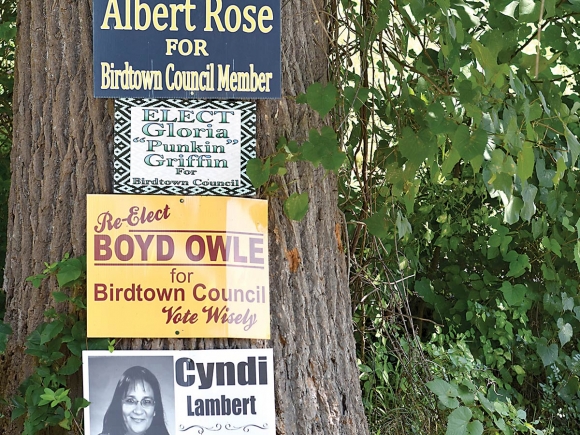 Albert Rose
FOR
Birdtown Council Member
ELECT
Gloria
"Punkin"
Griffin
For
Birdtown Council
Re-Elect
BOYD OWLE
for
Birdtown Council
Vote Wisely
Cyndi
Lambert